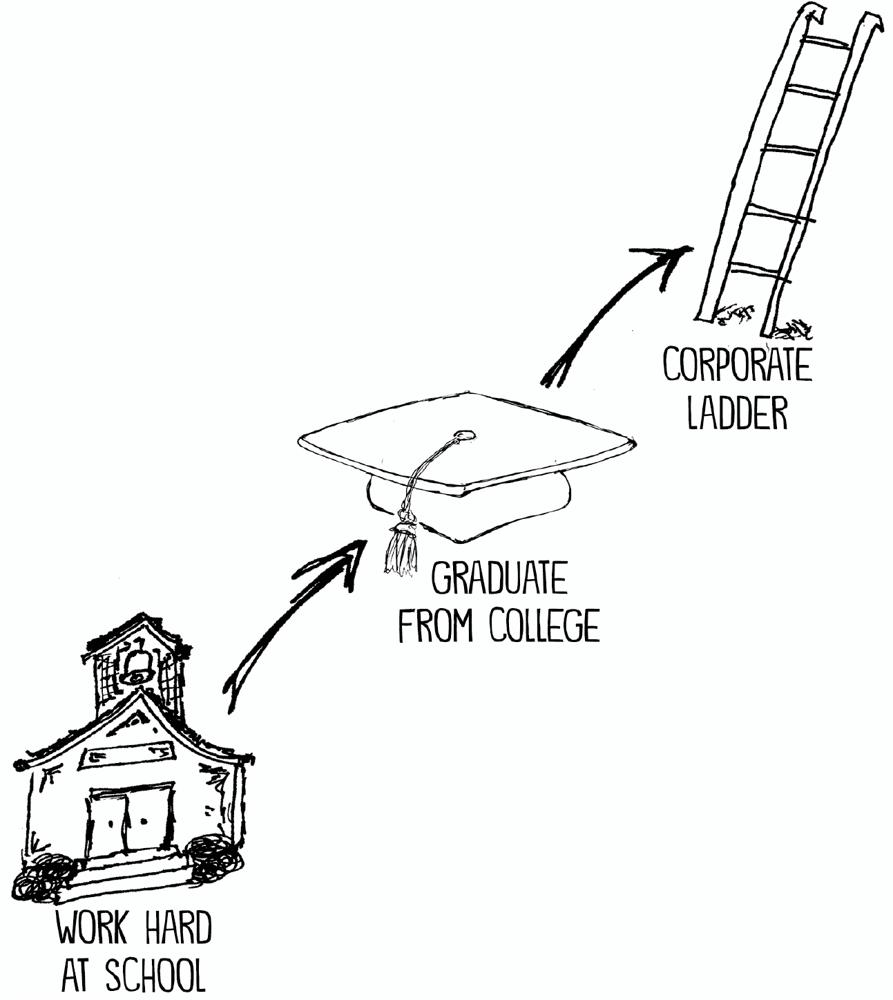 CORPORATE
LADDER
GRADUATE
FROM COLLEGE
WORK HARD
AT SCHOOL